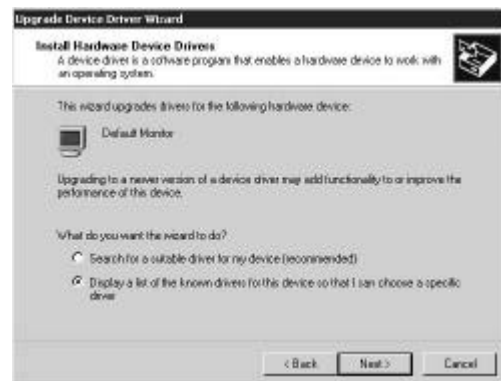 Upgrade Device Driver Wizard
Install Hardware Device Drivers
A device driver is a software program that enables a hardware device to work with
an operating system.
This wizard upgrades drivers for the following hardware device:
Default Monitor
Upgrading to a newer version of a device driver may add functionality to or improve the
performance of this device.
What do you want the wizard to do?
Search for a suitable driver for my device (recommended)
Display a list of the known drivers for this device so that I can choose a specific
driver
< Back
Next >
Cancel